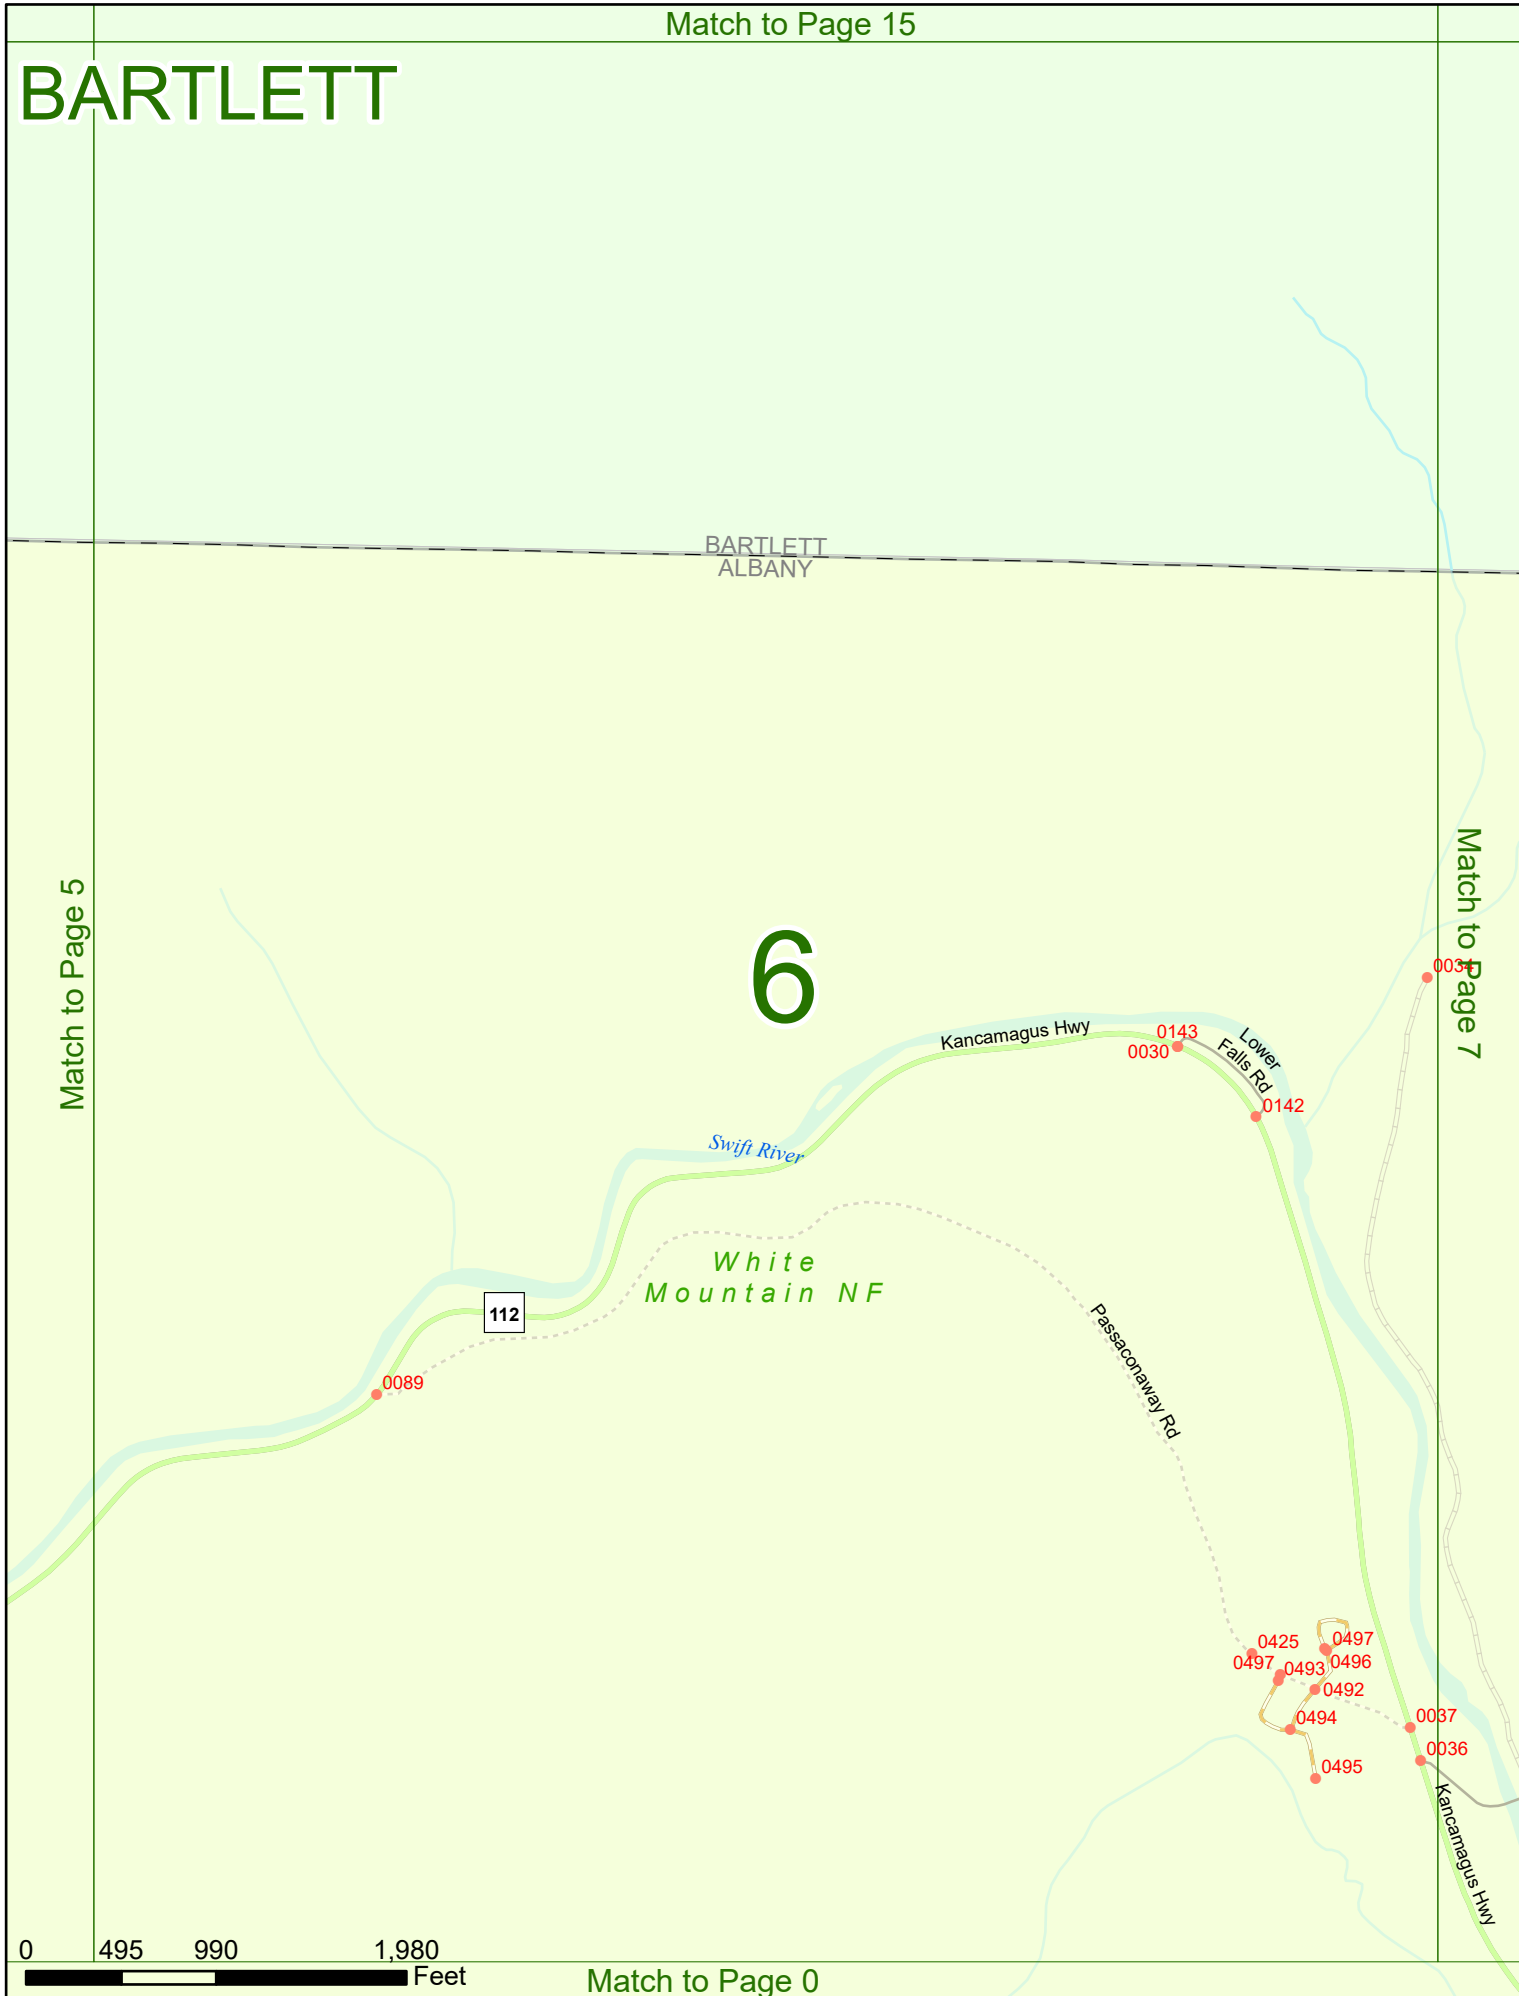 Match to Page 15
BARTLETT
BARTLETT
ALBANY
Match to Page 5
6
Match to Page 7
0034
Kancamagus Hwy
0143
0030
Lower
Falls Rd
0142
Swift River
White
Mountain NF
112
Passaconaway Rd
0089
0425
0497
0497
0493
0496
0492
0494
0037
0036
0495
Kancamagus Hwy
0 495 990 1,980
Feet
Match to Page 0